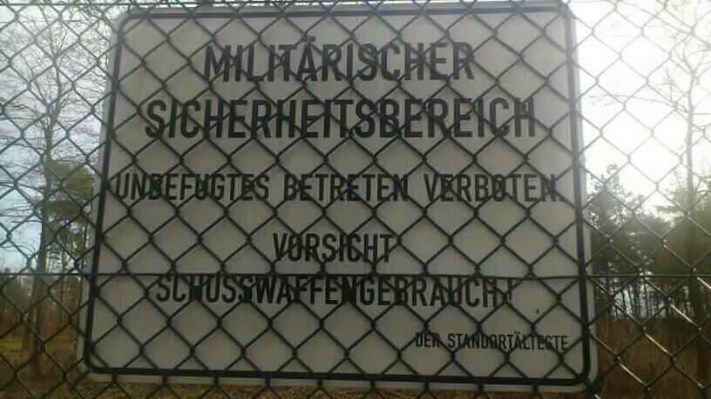 MILITÄRISCHER
SICHERHEITSBEREICH
UNBEFUGTES BETRETEN VERBOTEN
VORSICHT
SCHUSSWAFFENGEBRAUCH!
DER STANDORTÄLTESTE